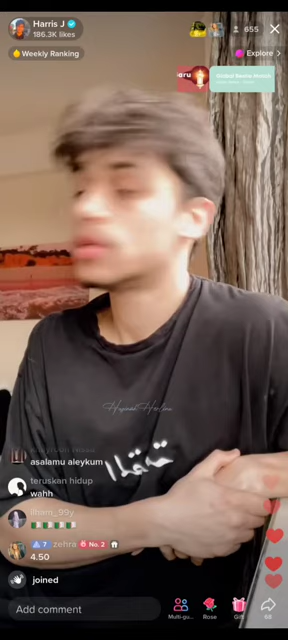 Harris J
186.3K likes
655
Weekly Ranking
Explore
asalamu aleykum
teruskan hidup
wahh
ilham_99y
7 zehra No. 2
4.50
joined
Add comment
Multi-gu...
Rose
Gift
68